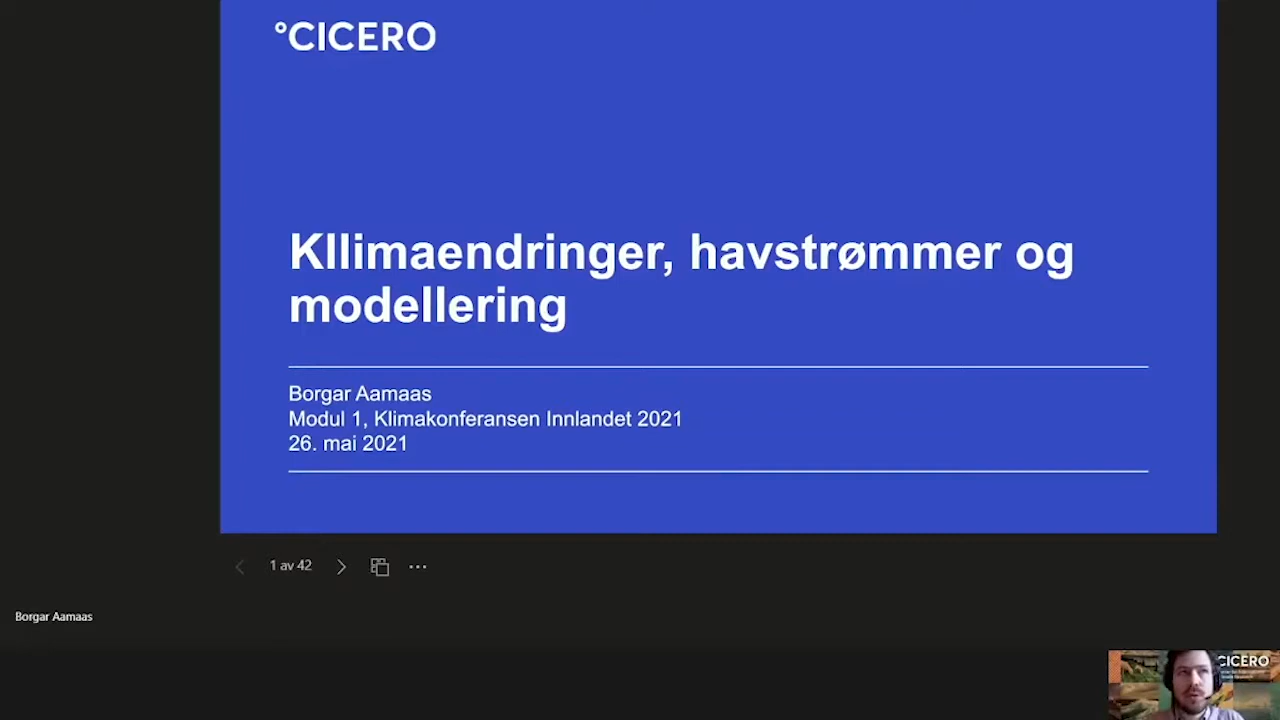 °CICERO
Kllimaendringer, havstrømmer og
modellering
Borgar Aamaas
Modul 1, Klimakonferansen Innlandet 2021
26. mai 2021
1 av 42
Borgar Aamaas
CICERO